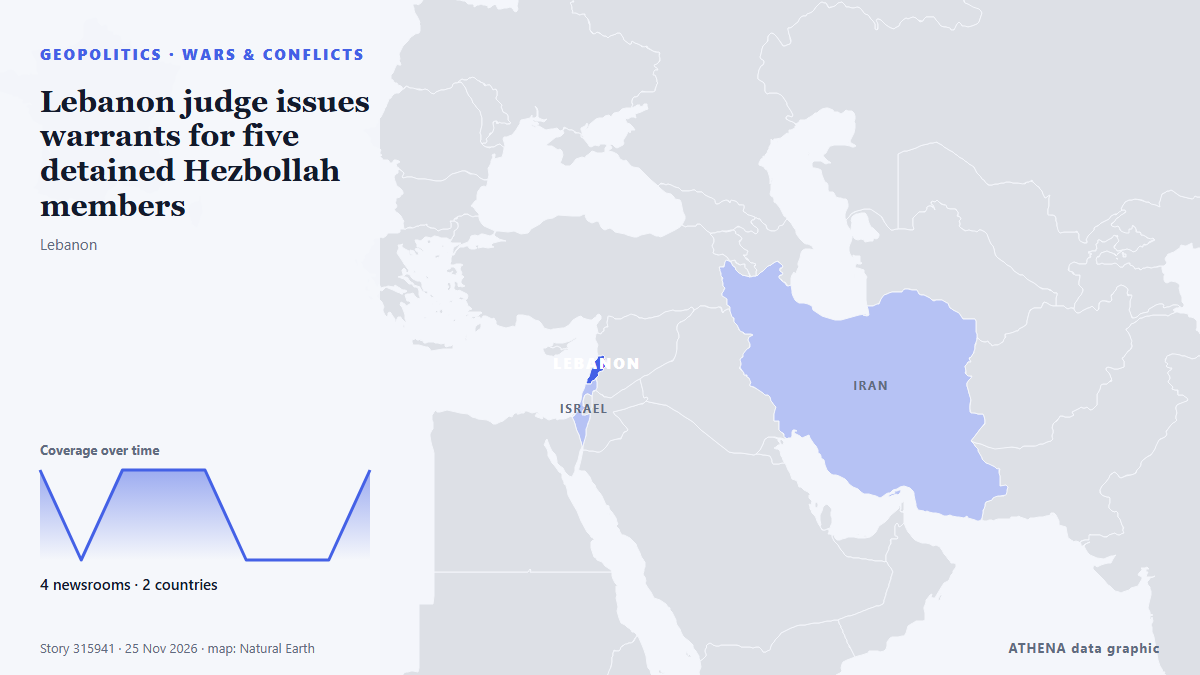 GEOPOLITICS · WARS & CONFLICTS
Lebanon judge issues
warrants for five
detained Hezbollah
members
Lebanon
LEBANON
ISRAEL
IRAN
Coverage over time
4 newsrooms · 2 countries
Story 315941 · 25 Nov 2026 · map: Natural Earth
ATHENA data graphic